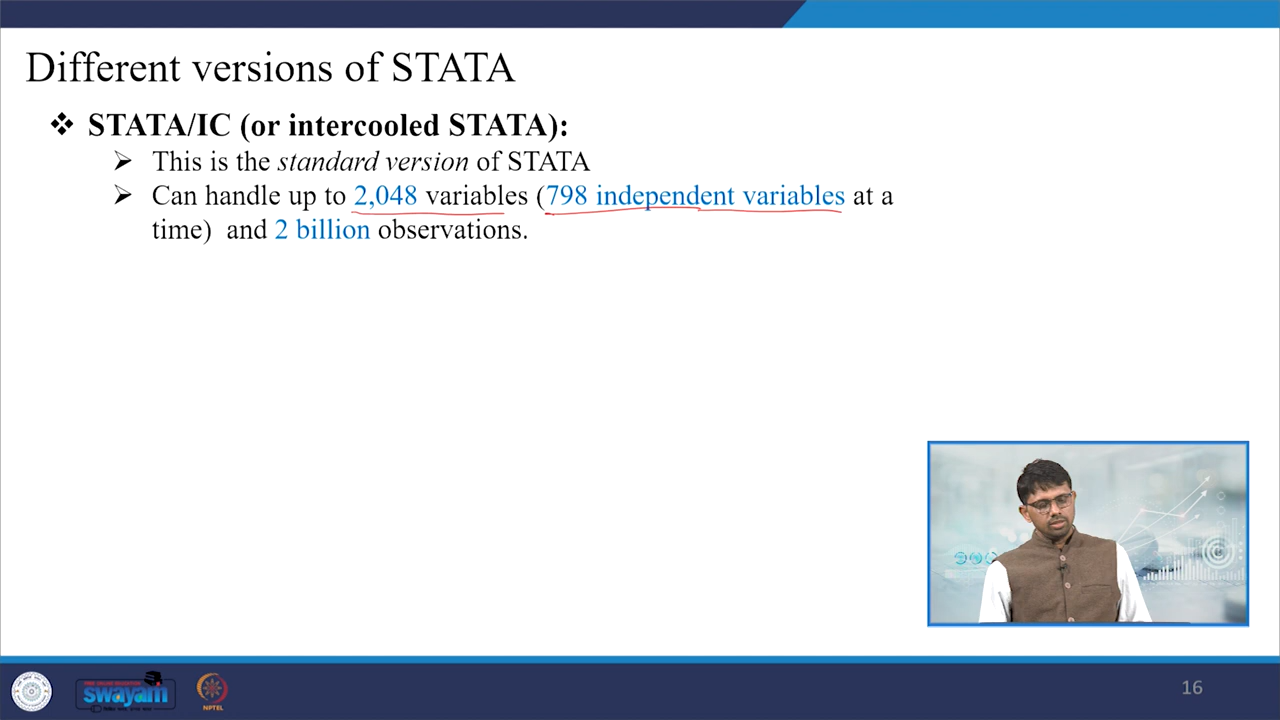 Different versions of STATA
❖ STATA/IC (or intercooled STATA):
➢ This is the standard version of STATA
➢ Can handle up to 2,048 variables (798 independent variables at a
time) and 2 billion observations.
swayam
NPTEL
16